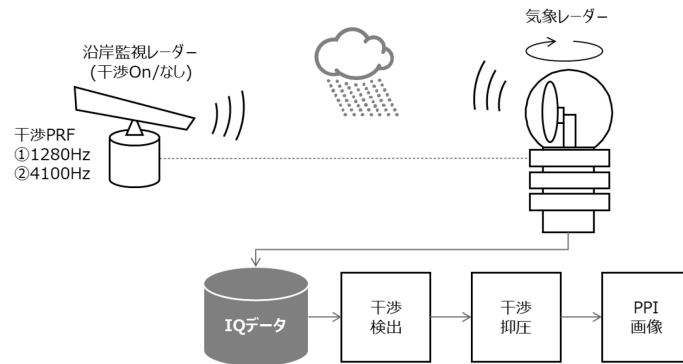 気象レーダー
沿岸監視レーダー
(干渉On/なし)
干渉PRF
①1280Hz
②4100Hz
IQデータ
干渉
検出
干渉
抑圧
PPI
画像